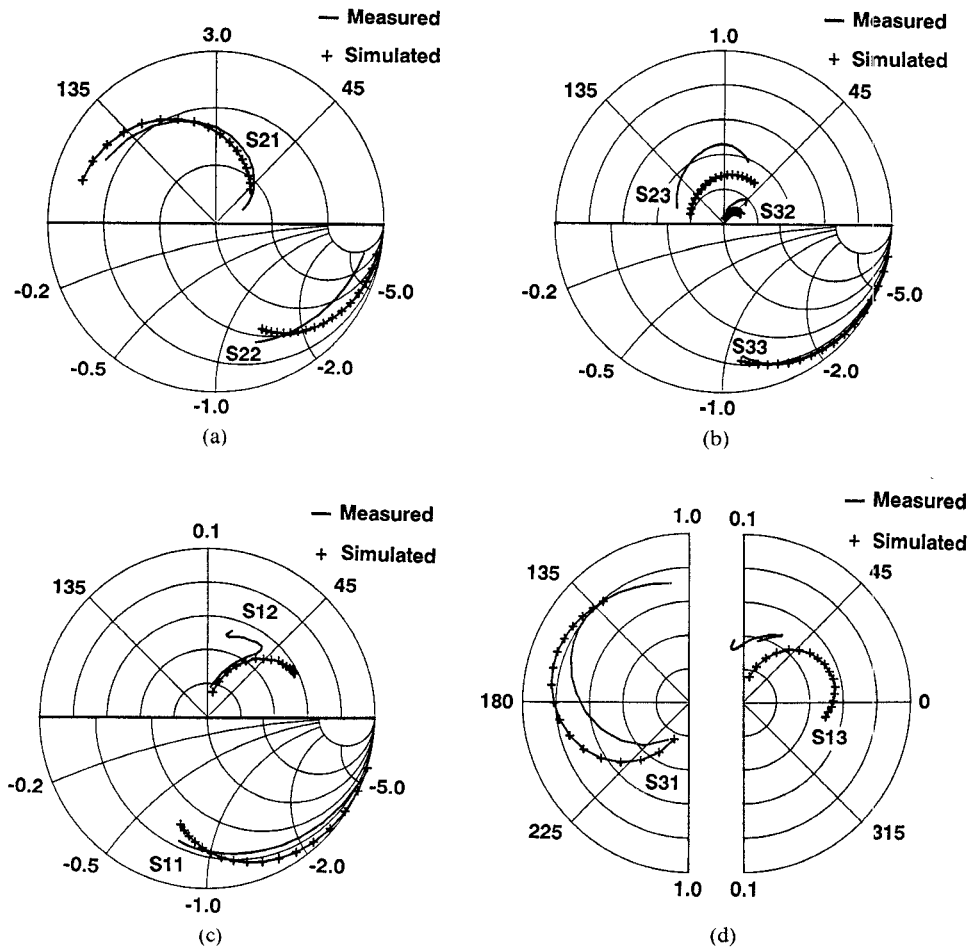 — Measured
+ Simulated
3.0
135
45
S21
-0.2
-5.0
S22
-0.5
-2.0
-1.0
(a)
— Measured
+ Simulated
1.0
135
45
S23
S32
-0.2
-5.0
S33
-0.5
-2.0
-1.0
(b)
— Measured
+ Simulated
0.1
135
45
S12
-0.2
-5.0
S11
-0.5
-2.0
-1.0
(c)
— Measured
+ Simulated
1.0
0.1
135
45
180
0
S31
S13
225
315
1.0
0.1
(d)